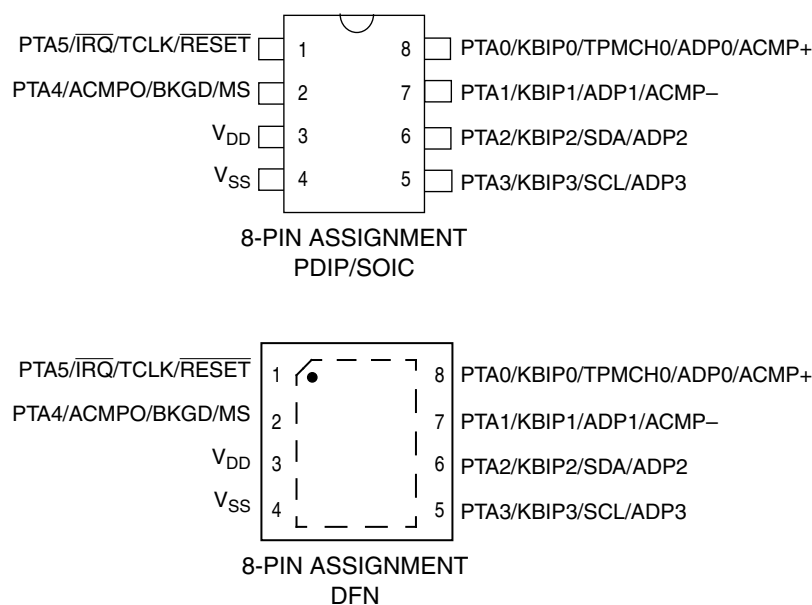 PTA5/IRQ/TCLK/RESET 1 8 PTA0/KBIP0/TPMCH0/ADP0/ACMP+
PTA4/ACMPO/BKGD/MS 2 7 PTA1/KBIP1/ADP1/ACMP–
VDD 3 6 PTA2/KBIP2/SDA/ADP2
VSS 4 5 PTA3/KBIP3/SCL/ADP3
8-PIN ASSIGNMENT
PDIP/SOIC
PTA5/IRQ/TCLK/RESET 1 8 PTA0/KBIP0/TPMCH0/ADP0/ACMP+
PTA4/ACMPO/BKGD/MS 2 7 PTA1/KBIP1/ADP1/ACMP–
VDD 3 6 PTA2/KBIP2/SDA/ADP2
VSS 4 5 PTA3/KBIP3/SCL/ADP3
8-PIN ASSIGNMENT
DFN